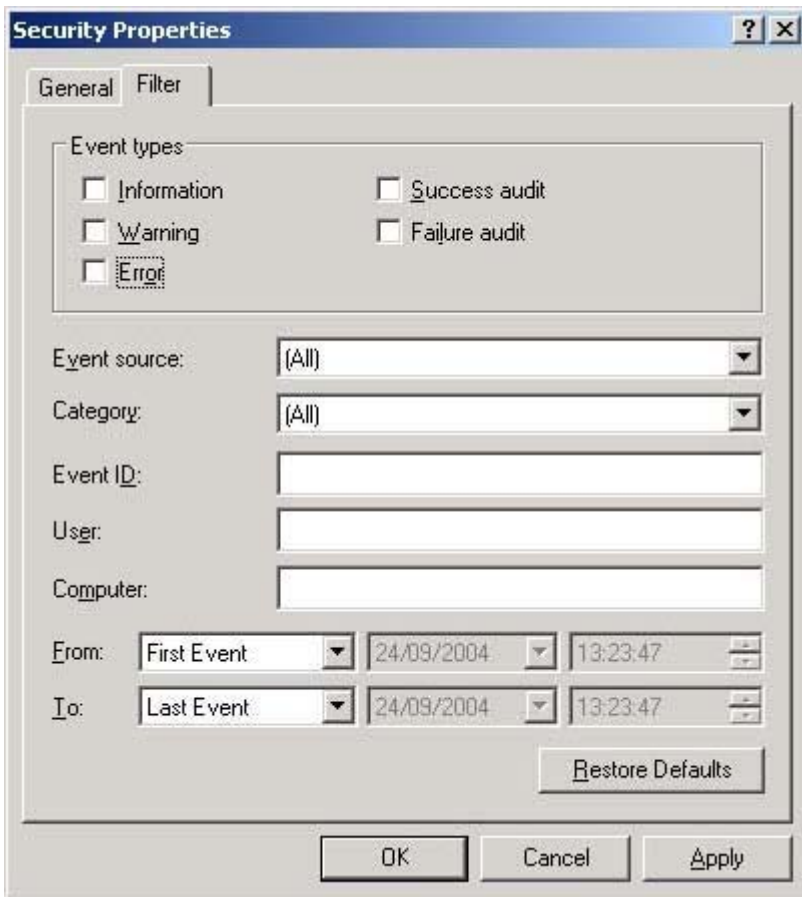 Security Properties
General Filter
Event types
Information Success audit
Warning Failure audit
Error
Event source: (All)
Category: (All)
Event ID:
User:
Computer:
From: First Event 24/09/2004 13:23:47
To: Last Event 24/09/2004 13:23:47
Restore Defaults
OK Cancel Apply